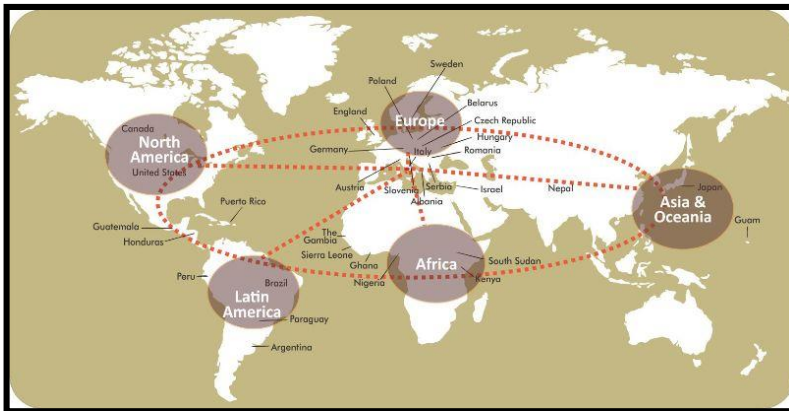 Sweden
Poland
Belarus
England
Europe
Czech Republic
Canada
North
America
Hungary
Germany
Italy
Romania
United States
Austria
Slovenia
Serbia
Israel
Albania
Nepal
Japan
Asia &
Oceania
Puerto Rico
Guam
Guatemala
Honduras
The
Gambia
Sierra Leone
Ghana
Africa
South Sudan
Nigeria
Kenya
Peru
Brazil
Latin
America
Paraguay
Argentina